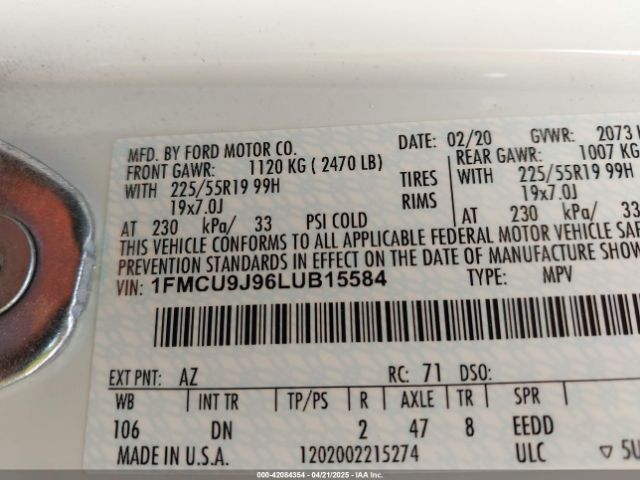 MFD. BY FORD MOTOR CO.
DATE: 02/20 GVWR: 2073
FRONT GAWR: 1120 KG ( 2470 LB) REAR GAWR: 1007 KG
WITH 225/55R19 99H TIRES WITH 225/55R19 99H
19x7.0J RIMS 19x7.0J
AT 230 kPa/ 33 PSI COLD AT 230 kPa/ 33
THIS VEHICLE CONFORMS TO ALL APPLICABLE FEDERAL MOTOR VEHICLE
PREVENTION STANDARDS IN EFFECT ON THE DATE OF MANUFACTURE
VIN: 1FMCU9J96LUB15584 TYPE: MPV
EXT PNT: AZ RC: 71 DSO:
WB INT TR TP/PS R AXLE TR SPR
106 DN 2 47 8 EEDD
MADE IN U.S.A. 1202002215274 ULC
000-42084354 | 04/21/2025 - IAAI.COM